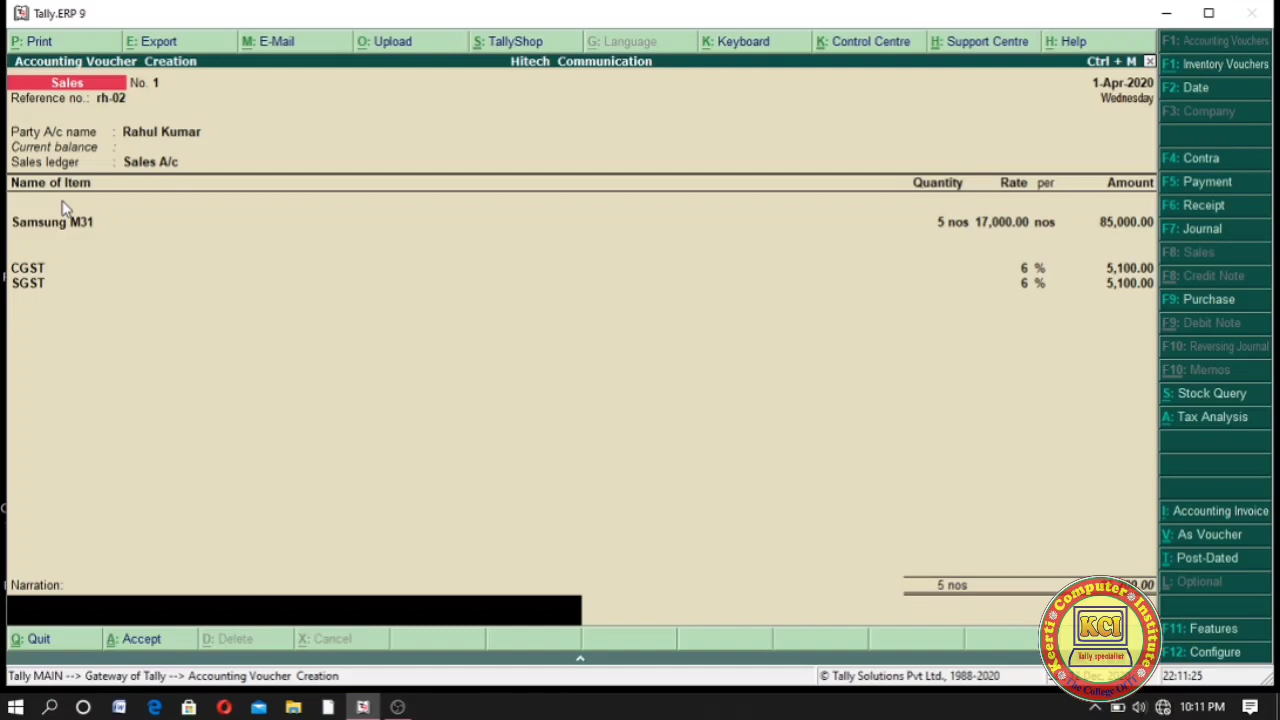 Tally.ERP 9
P: Print E: Export M: E-Mail O: Upload S: TallyShop G: Language K: Keyboard K: Control Centre H: Support Centre H: Help
Accounting Voucher Creation Hitech Communication Ctrl + M
Sales No. 1 1-Apr-2020
Reference no.: rh-02 Wednesday
Party A/c name : Rahul Kumar
Current balance :
Sales ledger : Sales A/c
Name of Item Quantity Rate per Amount
Samsung M31 5 nos 17,000.00 nos 85,000.00
CGST 6 % 5,100.00
SGST 6 % 5,100.00
Narration: 5 nos
Q: Quit A: Accept D: Delete X: Cancel
F1: Accounting Vouchers
F1: Inventory Vouchers
F2: Date
F3: Company
F4: Contra
F5: Payment
F6: Receipt
F7: Journal
F8: Sales
F8: Credit Note
F9: Purchase
F9: Debit Note
F10: Reversing Journal
F10: Memos
S: Stock Query
A: Tax Analysis
I: Accounting Invoice
V: As Voucher
T: Post-Dated
L: Optional
F11: Features
F12: Configure
Keerti Computer Institute
KCI
Tally specialist
Tally MAIN --> Gateway of Tally --> Accounting Voucher Creation © Tally Solutions Pvt Ltd., 1988-2020 22:11:25
10:11 PM